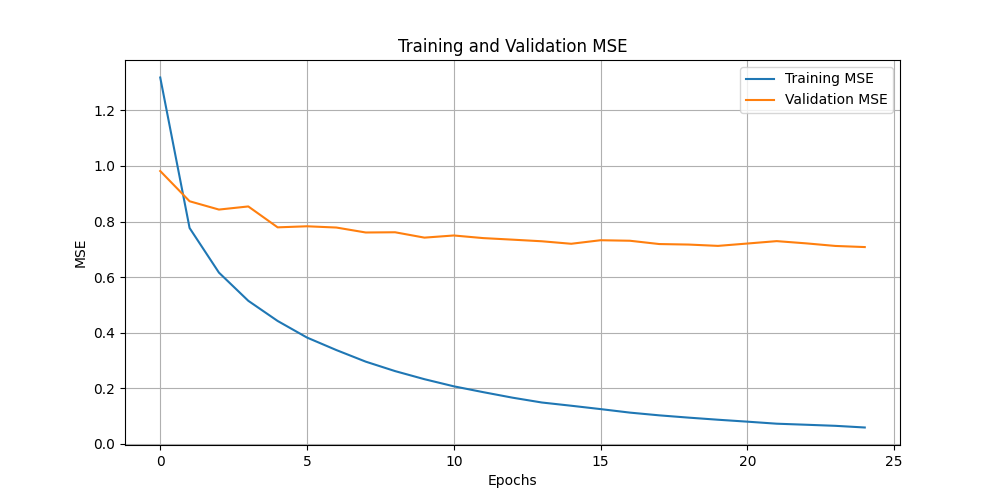 Training and Validation MSE
Training MSE
Validation MSE
MSE
1.2
1.0
0.8
0.6
0.4
0.2
0.0
0 5 10 15 20 25
Epochs